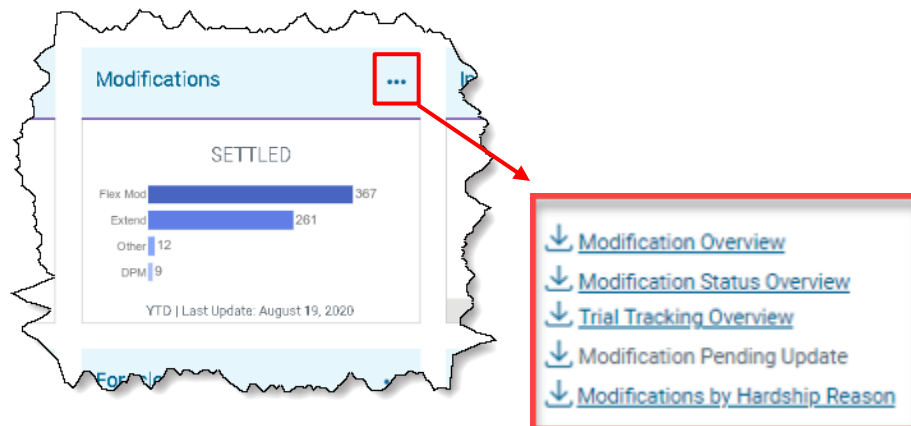 Modifications
SETTLED
Flex Mod 367
Extend 261
Other 12
DPM 9
YTD | Last Update: August 19, 2020
Modification Overview
Modification Status Overview
Trial Tracking Overview
Modification Pending Update
Modifications by Hardship Reason